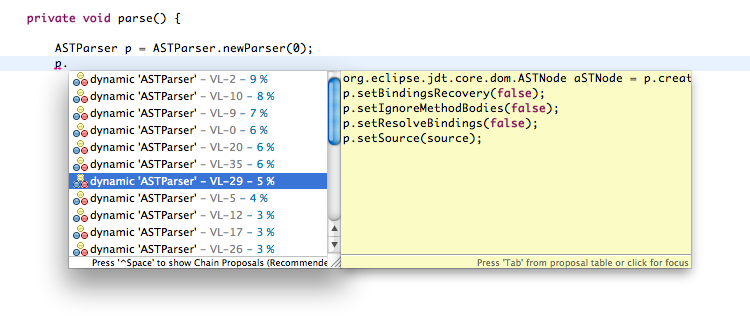 private void parse() {
ASTParser p = ASTParser.newParser(0);
p.
dynamic 'ASTParser' – VL-2 – 9 %
dynamic 'ASTParser' – VL-10 – 8 %
dynamic 'ASTParser' – VL-9 – 7 %
dynamic 'ASTParser' – VL-0 – 6 %
dynamic 'ASTParser' – VL-20 – 6 %
dynamic 'ASTParser' – VL-35 – 6 %
dynamic 'ASTParser' – VL-29 – 5 %
dynamic 'ASTParser' – VL-5 – 4 %
dynamic 'ASTParser' – VL-12 – 3 %
dynamic 'ASTParser' – VL-17 – 3 %
dynamic 'ASTParser' – VL-26 – 3 %
Press '^Space' to show Chain Proposals (Recommende
org.eclipse.jdt.core.dom.ASTNode aSTNode = p.creat
p.setBindingsRecovery(false);
p.setIgnoreMethodBodies(false);
p.setResolveBindings(false);
p.setSource(source);
Press 'Tab' from proposal table or click for focus